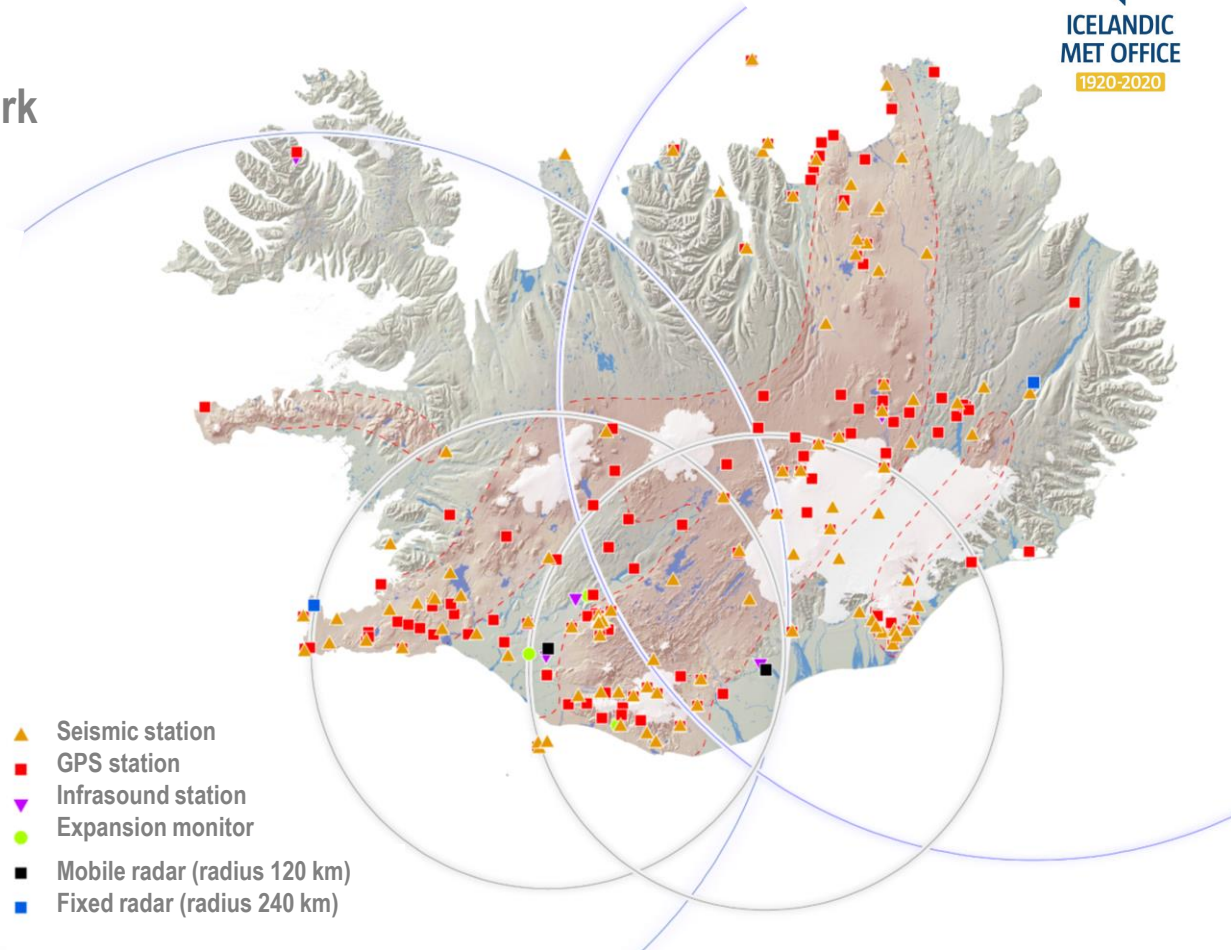 ICELANDIC
MET OFFICE
1920-2020
rk
Seismic station
GPS station
Infrasound station
Expansion monitor
Mobile radar (radius 120 km)
Fixed radar (radius 240 km)